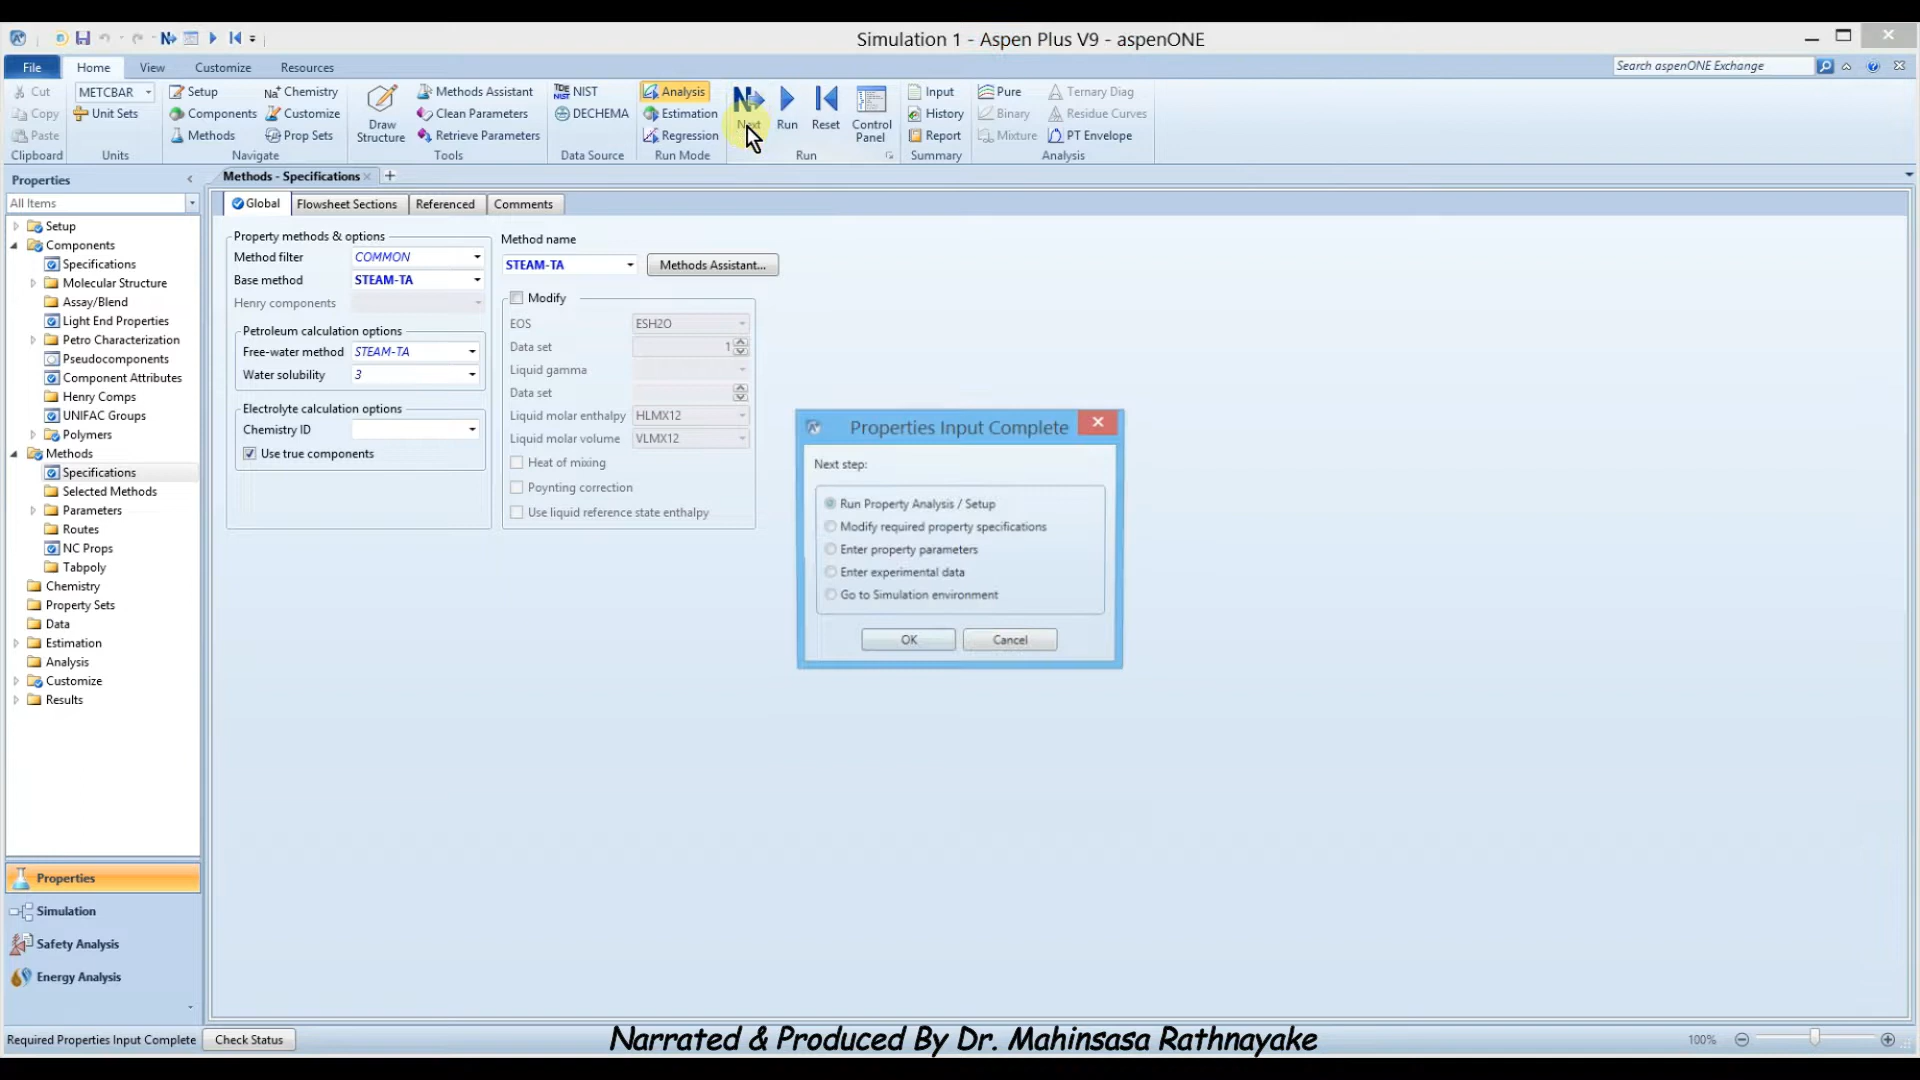 Simulation 1 - Aspen Plus V9 - aspenONE
File Home View Customize Resources
Search aspenONE Exchange
Cut METCBAR Setup Na+ Chemistry Methods Assistant NIST Analysis Input Pure Ternary Diag
Copy Unit Sets Components Customize Clean Parameters DECHEMA Estimation History Binary Residue Curves
Paste Methods Prop Sets Draw Structure Retrieve Parameters Regression Next Run Reset Control Panel Report Mixture PT Envelope
Clipboard Units Navigate Tools Data Source Run Mode Run Summary Analysis
Properties
All Items
Setup
Components
Specifications
Molecular Structure
Assay/Blend
Light End Properties
Petro Characterization
Pseudocomponents
Component Attributes
Henry Comps
UNIFAC Groups
Polymers
Methods
Specifications
Selected Methods
Parameters
Routes
NC Props
Tabpoly
Chemistry
Property Sets
Data
Estimation
Analysis
Customize
Results
Properties
Simulation
Safety Analysis
Energy Analysis
Methods - Specifications
Global Flowsheet Sections Referenced Comments
Property methods & options
Method filter COMMON
Base method STEAM-TA
Henry components
Petroleum calculation options
Free-water method STEAM-TA
Water solubility 3
Electrolyte calculation options
Chemistry ID
Use true components
Method name
STEAM-TA Methods Assistant...
Modify
EOS ESH2O
Data set 1
Liquid gamma
Data set
Liquid molar enthalpy HLMX12
Liquid molar volume VLMX12
Heat of mixing
Poynting correction
Use liquid reference state enthalpy
Properties Input Complete
Next step:
Run Property Analysis / Setup
Modify required property specifications
Enter property parameters
Enter experimental data
Go to Simulation environment
OK Cancel
Required Properties Input Complete Check Status
Narrated & Produced By Dr. Mahinsasa Rathnayake
100%